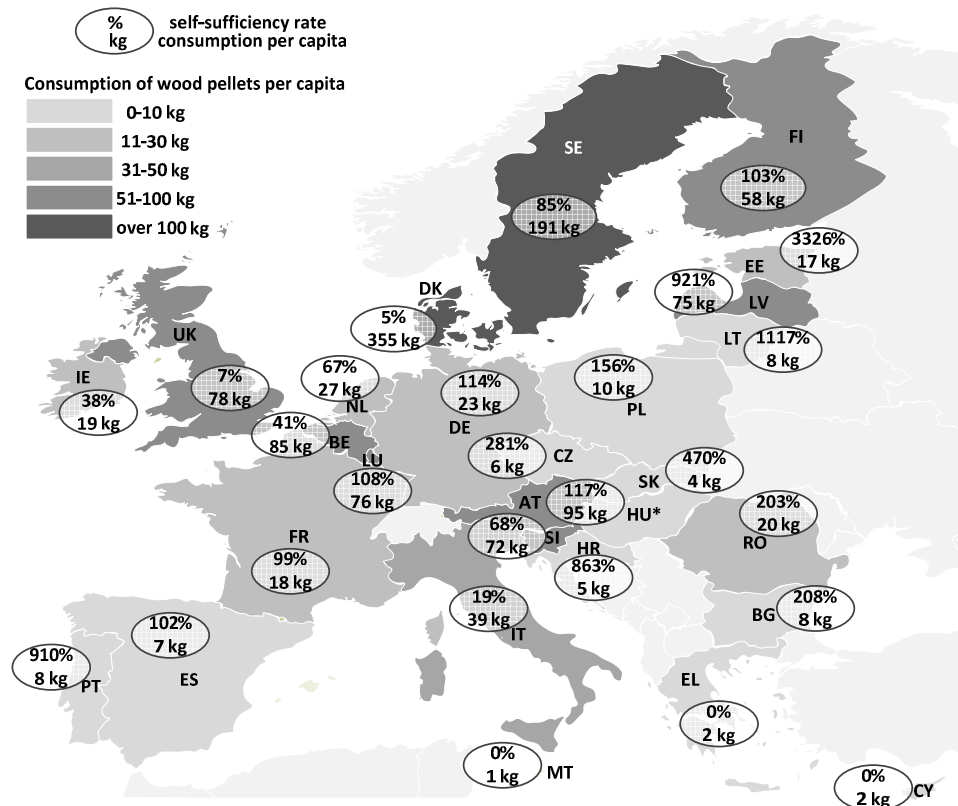 %
kg
self-sufficiency rate
consumption per capita
Consumption of wood pellets per capita
0-10 kg
11-30 kg
31-50 kg
51-100 kg
over 100 kg
SE
85%
191 kg
FI
103%
58 kg
3326%
17 kg
EE
921%
75 kg
LV
LT
1117%
8 kg
DK
5%
355 kg
UK
7%
78 kg
IE
38%
19 kg
67%
27 kg
NL
41%
85 kg
BE
LU
108%
76 kg
114%
23 kg
DE
156%
10 kg
PL
281%
6 kg
CZ
SK
470%
4 kg
AT
117%
95 kg
HU*
68%
72 kg
SI
HR
863%
5 kg
203%
20 kg
RO
FR
99%
18 kg
19%
39 kg
IT
BG
208%
8 kg
102%
7 kg
ES
910%
8 kg
PT
EL
0%
2 kg
0%
1 kg
MT
0%
2 kg
CY